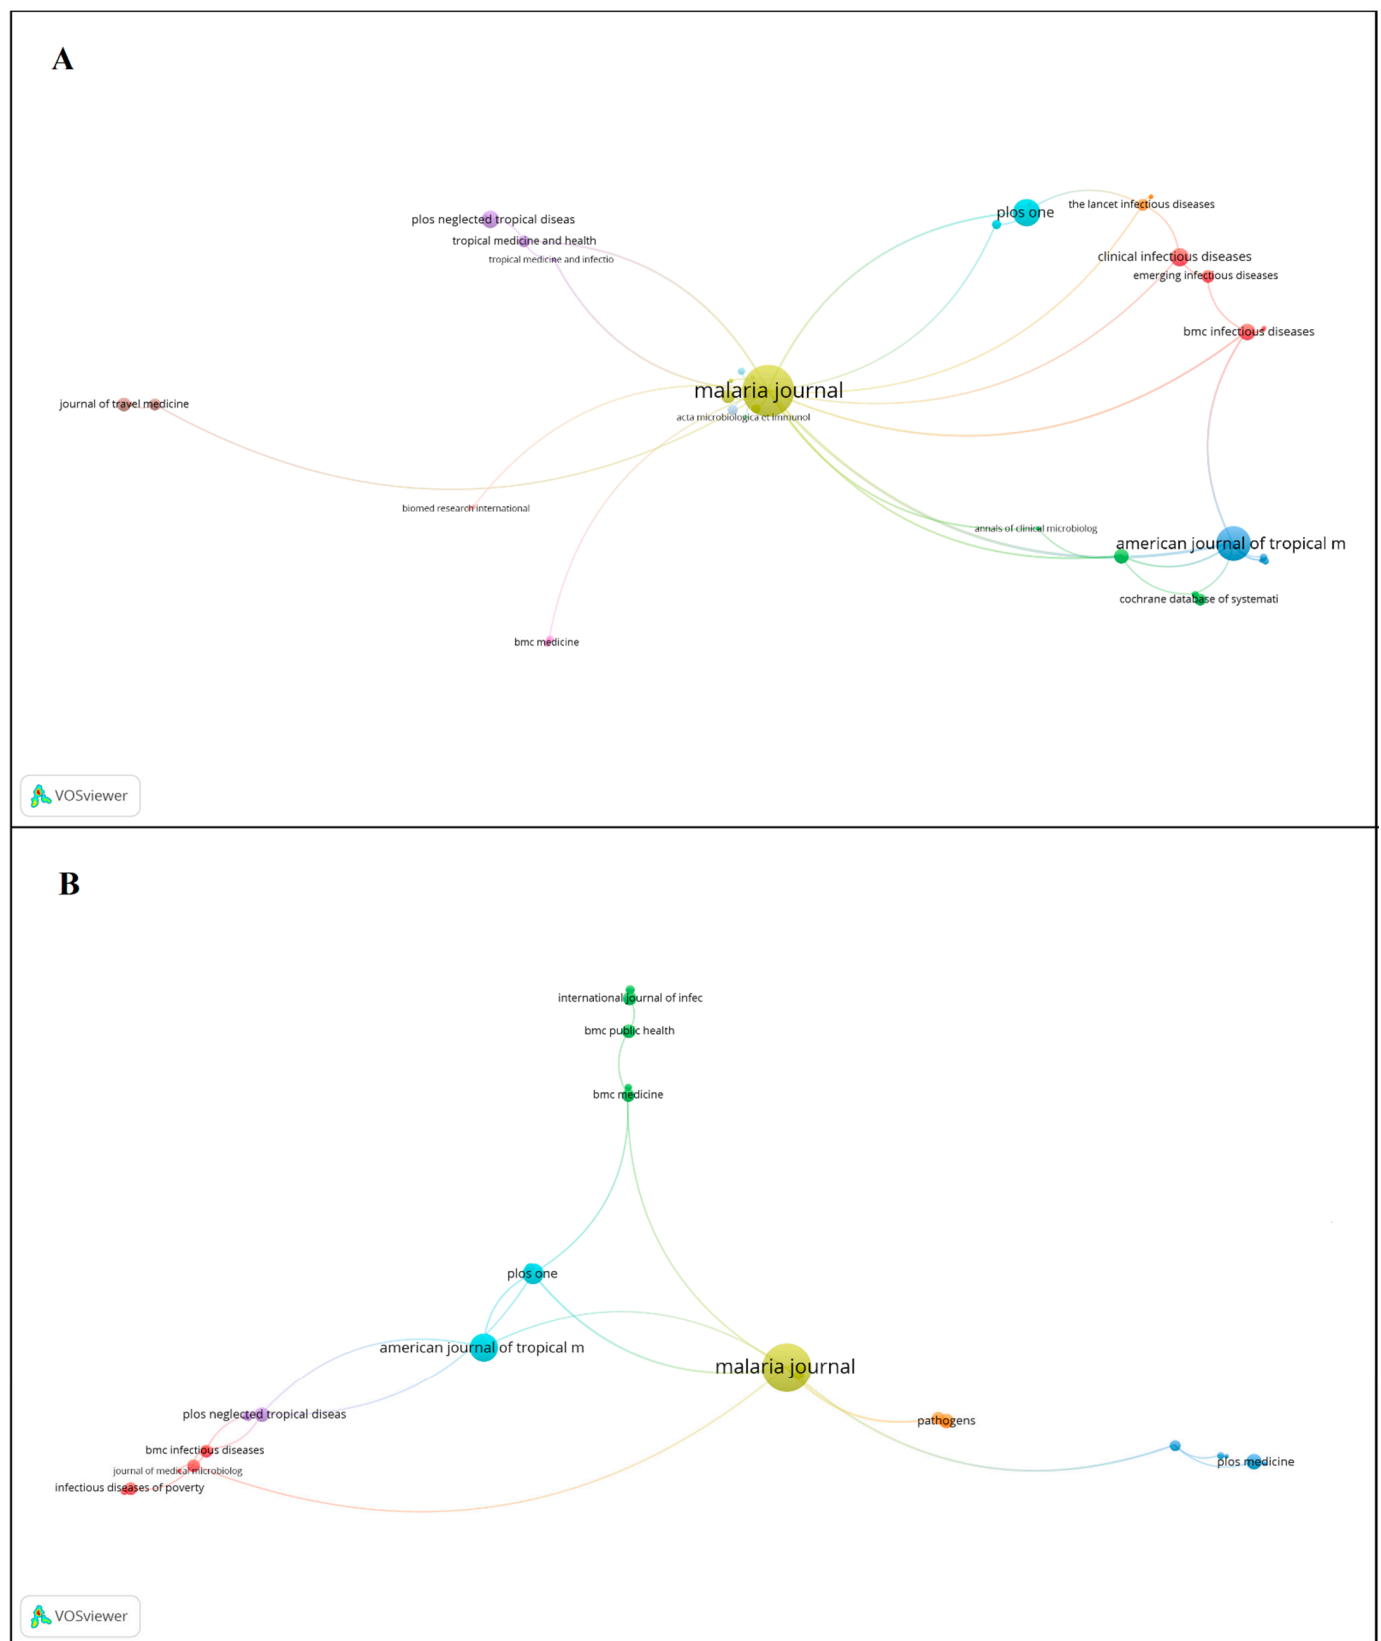 A
plos neglected tropical diseas
tropical medicine and health
tropical medicine and infectio
plos one
the lancet infectious diseases
clinical infectious diseases
emerging infectious diseases
bmc infectious diseases
malaria journal
acta microbiologica et immunol
journal of travel medicine
biomed research international
annals of clinical microbiolog
american journal of tropical m
cochrane database of systemati
bmc medicine
VOSviewer
B
international journal of infec
bmc public health
bmc medicine
plos one
american journal of tropical m
malaria journal
plos neglected tropical diseas
pathogens
bmc infectious diseases
journal of medical microbiolog
plos medicine
infectious diseases of poverty
VOSviewer